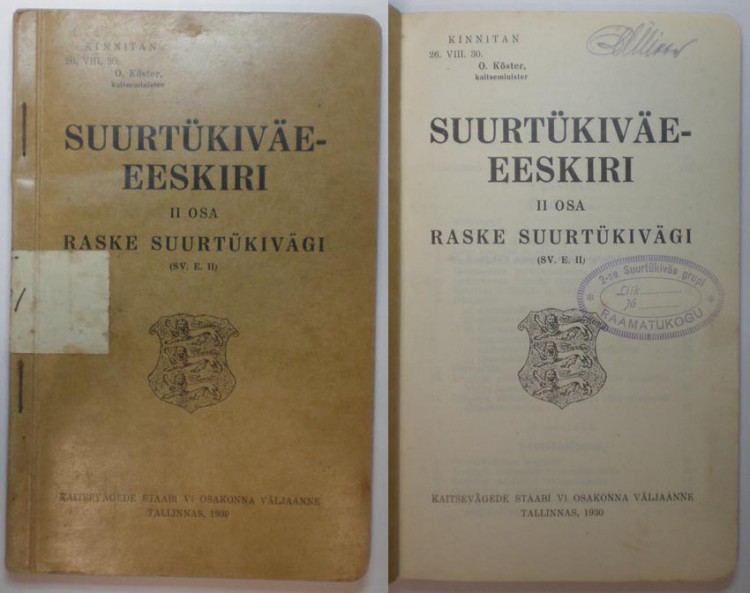 KINNITAN
26. VIII. 30.
O. Köster,
kaitseminister
SUURTÜKIVÄE-
EESKIRI
II OSA
RASKE SUURTÜKIVÄGI
(SV. E. II)
KAITSEVÄGEDE STAABI VI OSAKONNA VÄLJAANNE
TALLINNAS, 1930
KINNITAN
26. VIII. 30.
O. Köster,
kaitseminister
SUURTÜKIVÄE-
EESKIRI
II OSA
RASKE SUURTÜKIVÄGI
(SV. E. II)
2-se Suurtükiväe grupi
Liik
№
RAAMATUKOGU
KAITSEVÄGEDE STAABI VI OSAKONNA VÄLJAANNE
TALLINNAS, 1930